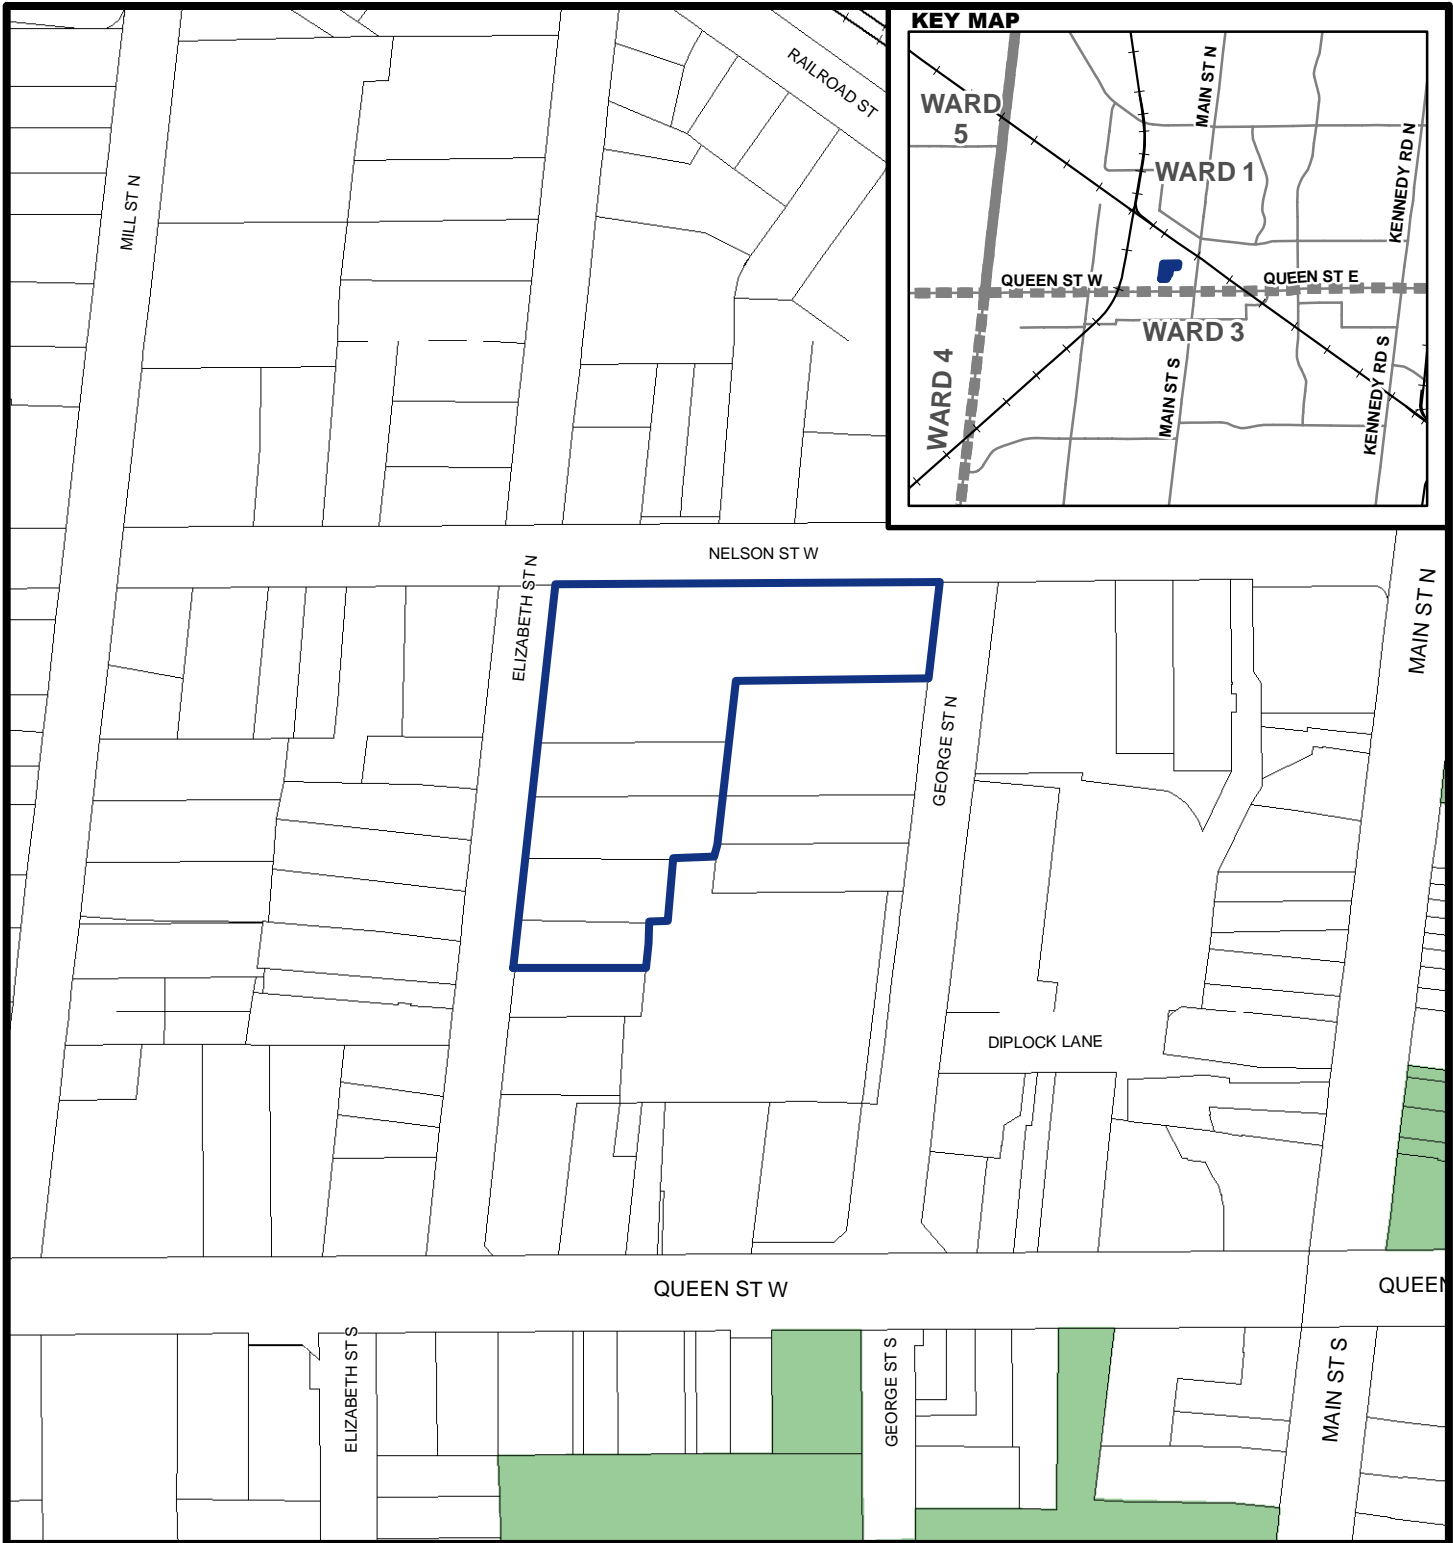 KEY MAP
RAILROAD ST
MAIN ST N
WARD
5
KENNEDY RD N
WARD 1
MILL ST N
QUEEN ST W
QUEEN ST E
WARD 3
WARD 4
MAIN ST S
KENNEDY RD S
NELSON ST W
ELIZABETH ST N
MAIN ST N
GEORGE ST N
DIPLOCK LANE
QUEEN ST W
QUEEN
ELIZABETH ST S
GEORGE ST S
MAIN ST S